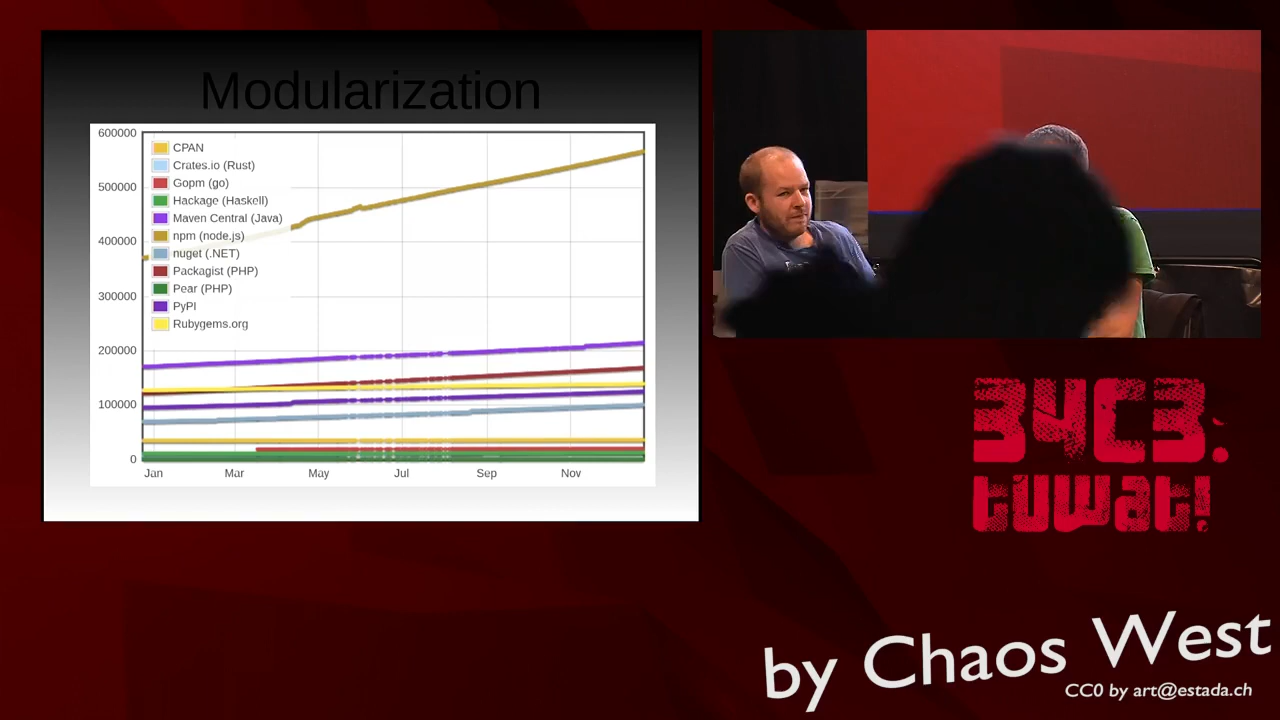 Modularization
600000
500000
400000
300000
200000
100000
0
CPAN
Crates.io (Rust)
Gopm (go)
Hackage (Haskell)
Maven Central (Java)
npm (node.js)
nuget (.NET)
Packagist (PHP)
Pear (PHP)
PyPI
Rubygems.org
Jan Mar May Jul Sep Nov
34C3:
tuwat!
by Chaos West
CC0 by art@estada.ch